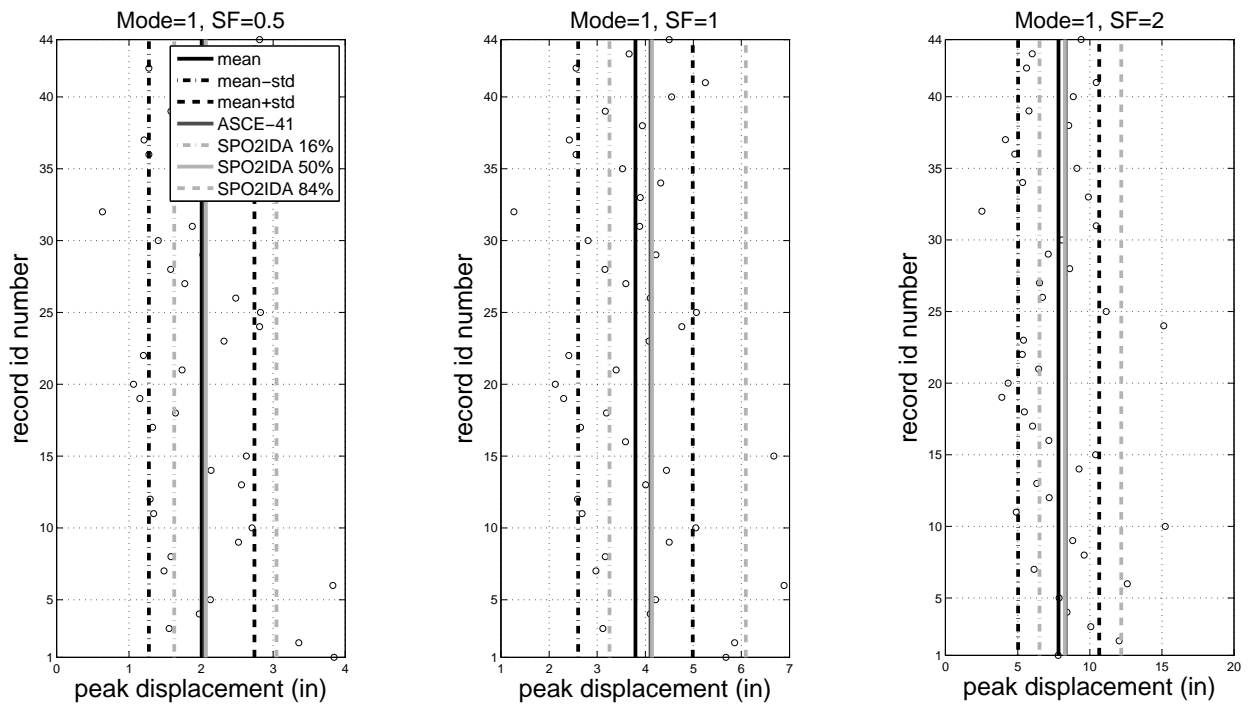 Mode=1, SF=0.5
44
40
35
30
25
20
15
10
5
1
0 1 2 3 4
record id number
peak displacement (in)
mean
mean−std
mean+std
ASCE−41
SPO2IDA 16%
SPO2IDA 50%
SPO2IDA 84%
Mode=1, SF=1
44
40
35
30
25
20
15
10
5
1
1 2 3 4 5 6 7
record id number
peak displacement (in)
Mode=1, SF=2
44
40
35
30
25
20
15
10
5
1
0 5 10 15 20
record id number
peak displacement (in)